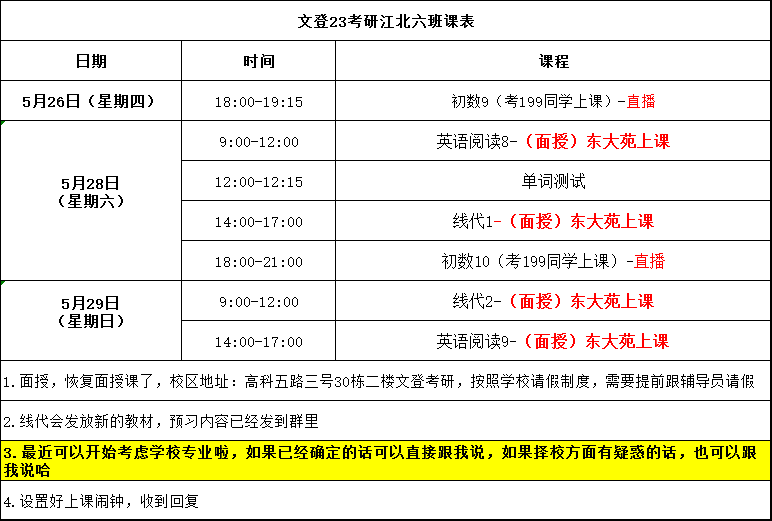 文登23考研江北六班课表
日期 时间 课程
5月26日（星期四） 18:00-19:15 初数9（考199同学上课）-直播
5月28日
（星期六）
9:00-12:00 英语阅读8-（面授）东大苑上课
12:00-12:15 单词测试
14:00-17:00 线代1-（面授）东大苑上课
18:00-21:00 初数10（考199同学上课）-直播
5月29日
（星期日）
9:00-12:00 线代2-（面授）东大苑上课
14:00-17:00 英语阅读9-（面授）东大苑上课
1.面授，恢复面授课了，校区地址：高科五路三号30栋二楼文登考研，按照学校请假制度，需要提前跟辅导员请假
2.线代会发放新的教材，预习内容已经发到群里
3.最近可以开始考虑学校专业啦，如果已经确定的话可以直接跟我说，如果择校方面有疑惑的话，也可以跟
我说哈
4.设置好上课闹钟，收到回复